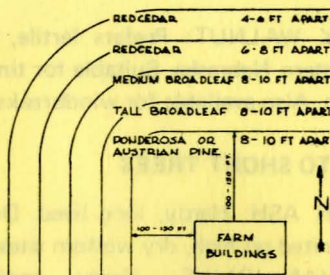 REDCEDAR 4-6 FT APART
REDCEDAR 6-8 FT APART
MEDIUM BROADLEAF 8-10 FT APART
TALL BROADLEAF 8-10 FT APART
PONDEROSA OR 8-10 FT APART
AUSTRIAN PINE
100-150 FT
N
100-150 FT
FARM
BUILDINGS